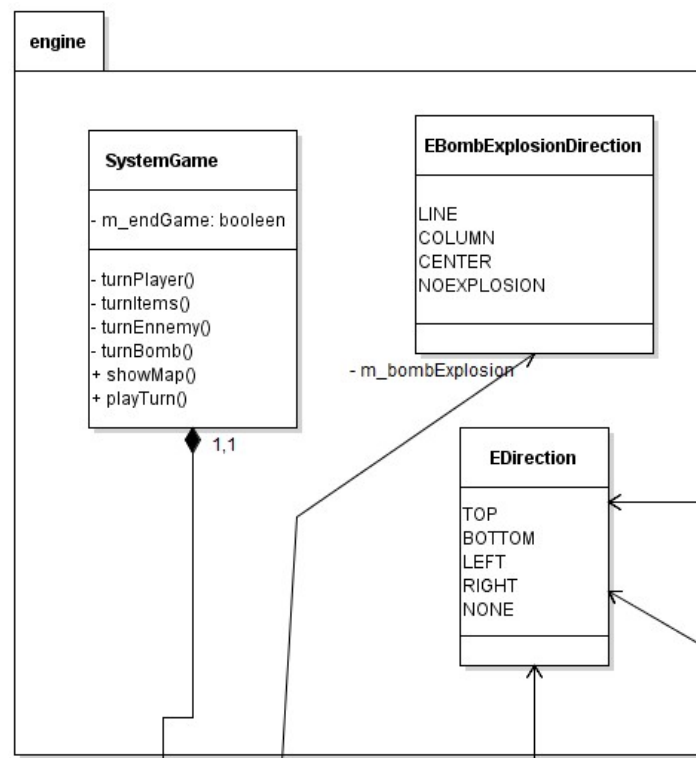 engine
SystemGame
- m_endGame: booleen
- turnPlayer()
- turnItems()
- turnEnnemy()
- turnBomb()
+ showMap()
+ playTurn()
1,1
EBombExplosionDirection
LINE
COLUMN
CENTER
NOEXPLOSION
- m_bombExplosion
EDirection
TOP
BOTTOM
LEFT
RIGHT
NONE